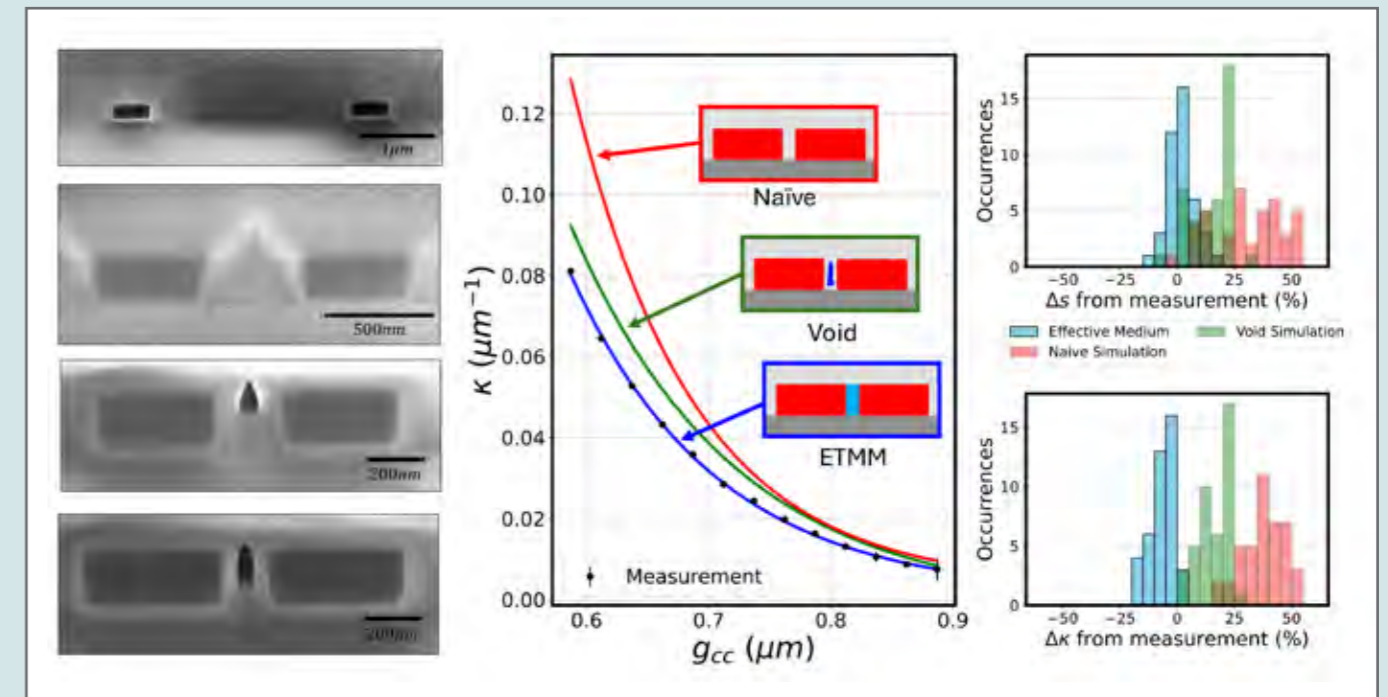 1μm
500nm
200nm
200nm
κ (μm⁻¹)
0.12
0.10
0.08
0.06
0.04
0.02
0.00
Naïve
Void
ETMM
Measurement
0.6 0.7 0.8 0.9
g_cc (μm)
Occurrences
15
10
5
0
−50 −25 0 25 50
Δs from measurement (%)
Effective Medium Void Simulation
Naive Simulation
Occurrences
15
10
5
0
−50 −25 0 25 50
Δκ from measurement (%)